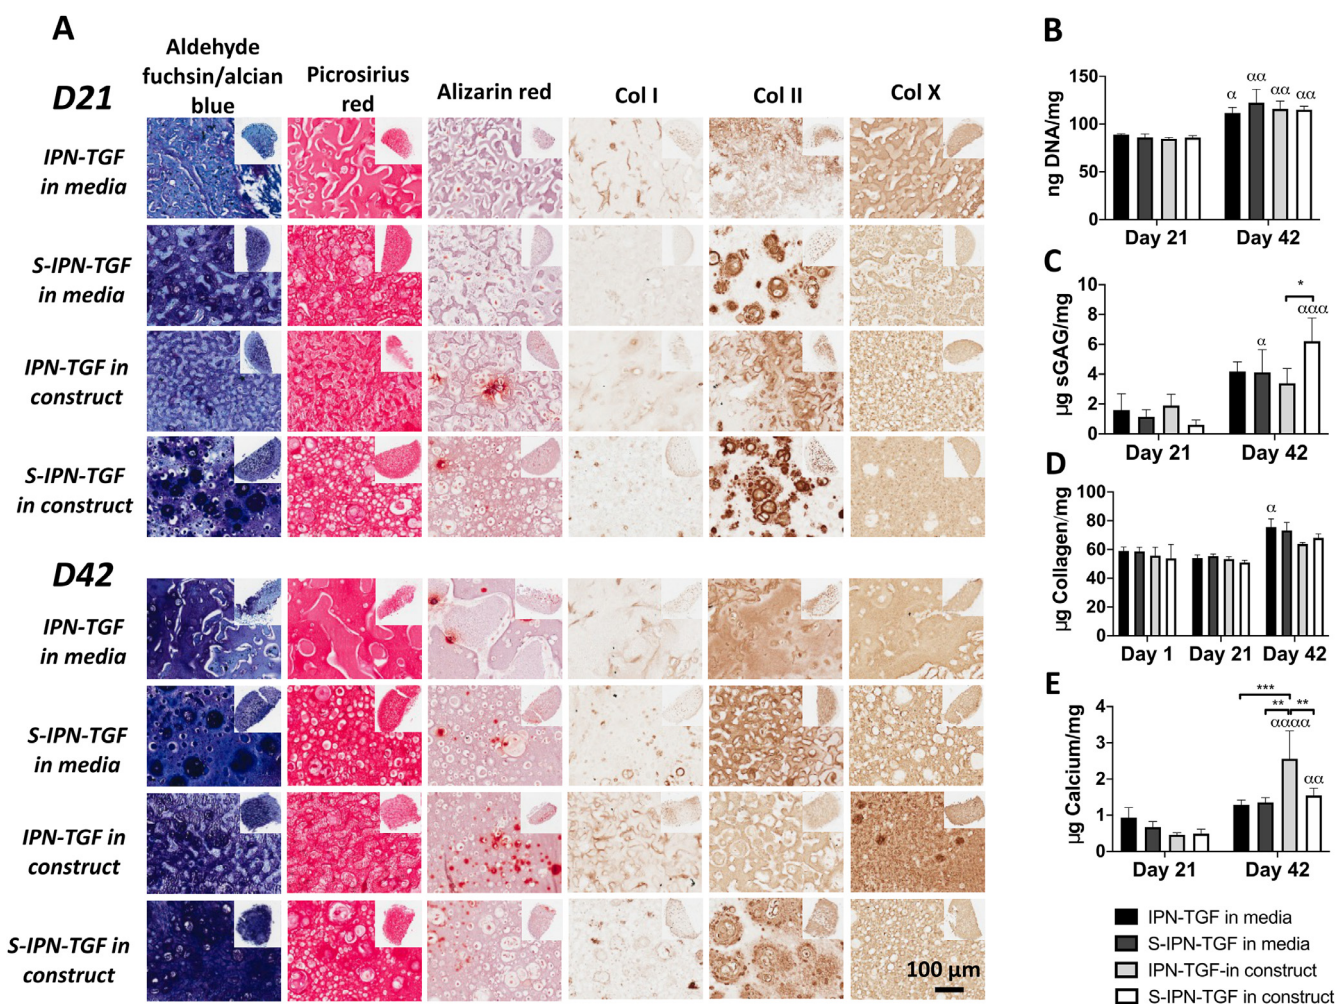 A
Aldehyde
fuchsin/alcian
blue
Picrosirius
red
Alizarin red
Col I
Col II
Col X
D21
IPN-TGF
in media
S-IPN-TGF
in media
IPN-TGF in
construct
S-IPN-TGF
in construct
D42
IPN-TGF
in media
S-IPN-TGF
in media
IPN-TGF in
construct
S-IPN-TGF in
construct
100 µm
B
ng DNA/mg
150
100
50
0
α
αα
αα
αα
Day 21
Day 42
C
µg sGAG/mg
10
8
6
4
2
0
*
α
ααα
Day 21
Day 42
D
µg Collagen/mg
100
80
60
40
20
0
α
Day 1
Day 21
Day 42
E
µg Calcium/mg
4
3
2
1
0
***
**
**
αααα
αα
Day 21
Day 42
IPN-TGF in media
S-IPN-TGF in media
IPN-TGF-in construct
S-IPN-TGF in construct